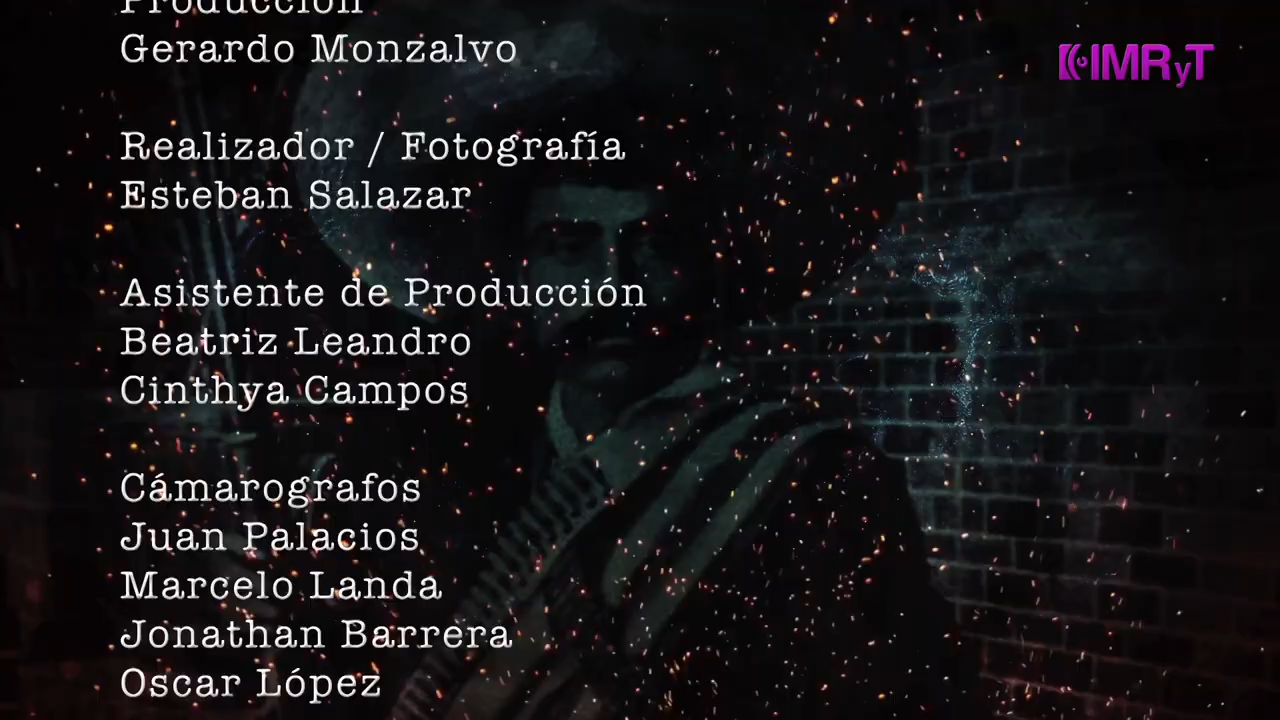 Producción
Gerardo Monzalvo
IMRyT
Realizador / Fotografía
Esteban Salazar
Asistente de Producción
Beatriz Leandro
Cinthya Campos
Cámarografos
Juan Palacios
Marcelo Landa
Jonathan Barrera
Oscar López